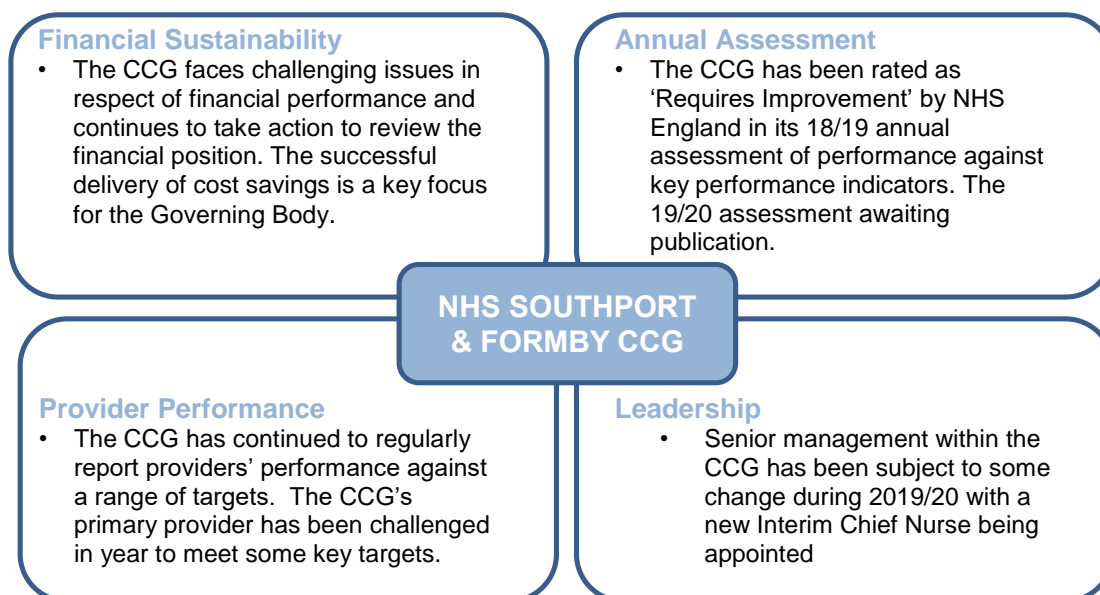 Financial Sustainability
• The CCG faces challenging issues in
respect of financial performance and
continues to take action to review the
financial position. The successful
delivery of cost savings is a key focus
for the Governing Body.
Annual Assessment
• The CCG has been rated as
‘Requires Improvement’ by NHS
England in its 18/19 annual
assessment of performance against
key performance indicators. The
19/20 assessment awaiting
publication.
NHS SOUTHPORT
& FORMBY CCG
Provider Performance
• The CCG has continued to regularly
report providers’ performance against
a range of targets.  The CCG’s
primary provider has been challenged
in year to meet some key targets.
Leadership
• Senior management within the
CCG has been subject to some
change during 2019/20 with a
new Interim Chief Nurse being
appointed